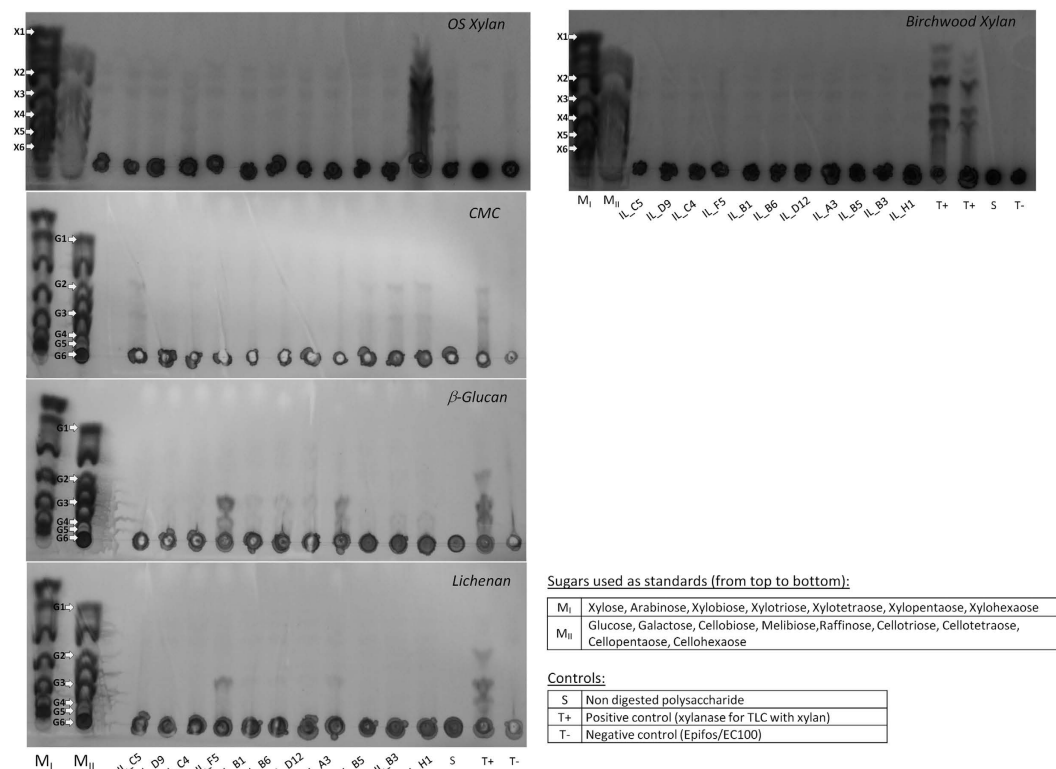 OS Xylan
X1
X2
X3
X4
X5
X6
Birchwood Xylan
X1
X2
X3
X4
X5
X6
MI MII IL_C5 IL_D9 IL_C4 IL_F5 IL_B1 IL_B6 IL_D12 IL_A3 IL_B5 IL_B3 IL_H1 T+ T+ S T-
CMC
G1
G2
G3
G4
G5
G6
β-Glucan
G1
G2
G3
G4
G5
G6
Lichenan
G1
G2
G3
G4
G5
G6
MI MII IL_C5 D9 C4 IL_F5 B1 B6 D12 A3 B5 IL_B3 H1 S T+ T-
Sugars used as standards (from top to bottom):
MI Xylose, Arabinose, Xylobiose, Xylotriose, Xylotetraose, Xylopentaose, Xylohexaose
MII Glucose, Galactose, Cellobiose, Melibiose,Raffinose, Cellotriose, Cellotetraose,
Cellopentaose, Cellohexaose
Controls:
S Non digested polysaccharide
T+ Positive control (xylanase for TLC with xylan)
T- Negative control (Epifos/EC100)